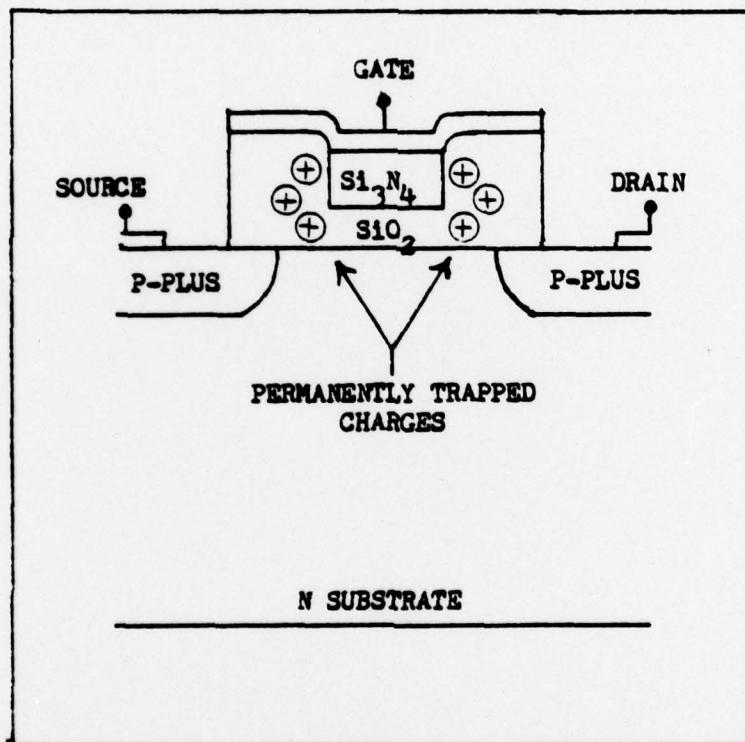 GATE
SOURCE
DRAIN
Si₃N₄
SiO₂
P-PLUS
P-PLUS
PERMANENTLY TRAPPED
CHARGES
N SUBSTRATE